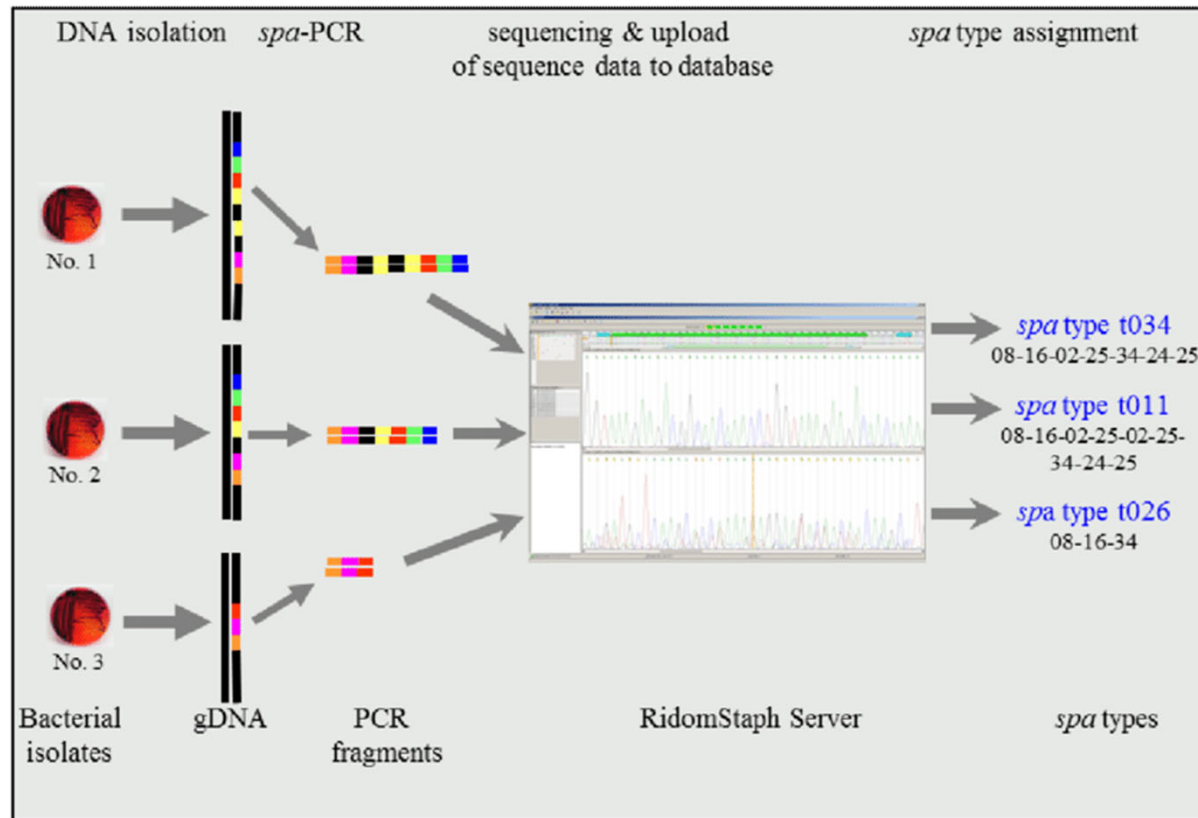 DNA isolation
spa-PCR
sequencing & upload
of sequence data to database
spa type assignment
No. 1
No. 2
No. 3
spa type t034
08-16-02-25-34-24-25
spa type t011
08-16-02-25-02-25-
34-24-25
spa type t026
08-16-34
Bacterial
isolates
gDNA
PCR
fragments
RidomStaph Server
spa types